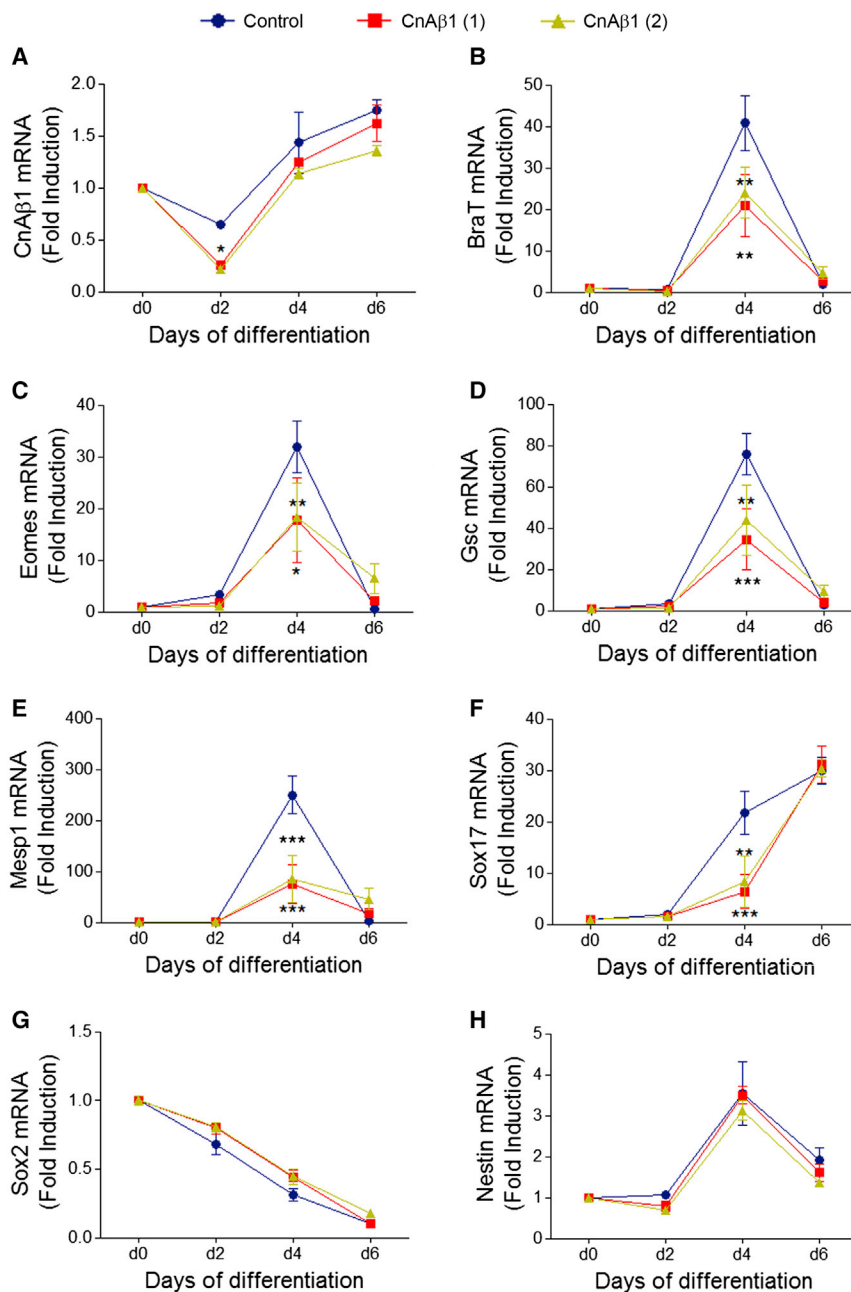 Control CnAβ1 (1) CnAβ1 (2)
A
CnAβ1 mRNA
(Fold Induction)
2.0
1.5
1.0
0.5
0.0
*
d0 d2 d4 d6
Days of differentiation
B
BraT mRNA
(Fold Induction)
50
40
30
20
10
0
**
**
d0 d2 d4 d6
Days of differentiation
C
Eomes mRNA
(Fold Induction)
40
30
20
10
0
**
*
d0 d2 d4 d6
Days of differentiation
D
Gsc mRNA
(Fold Induction)
100
80
60
40
20
0
**
***
d0 d2 d4 d6
Days of differentiation
E
Mesp1 mRNA
(Fold Induction)
400
300
200
100
0
***
***
d0 d2 d4 d6
Days of differentiation
F
Sox17 mRNA
(Fold Induction)
40
30
20
10
0
**
***
d0 d2 d4 d6
Days of differentiation
G
Sox2 mRNA
(Fold Induction)
1.5
1.0
0.5
0.0
d0 d2 d4 d6
Days of differentiation
H
Nestin mRNA
(Fold Induction)
5
4
3
2
1
0
d0 d2 d4 d6
Days of differentiation